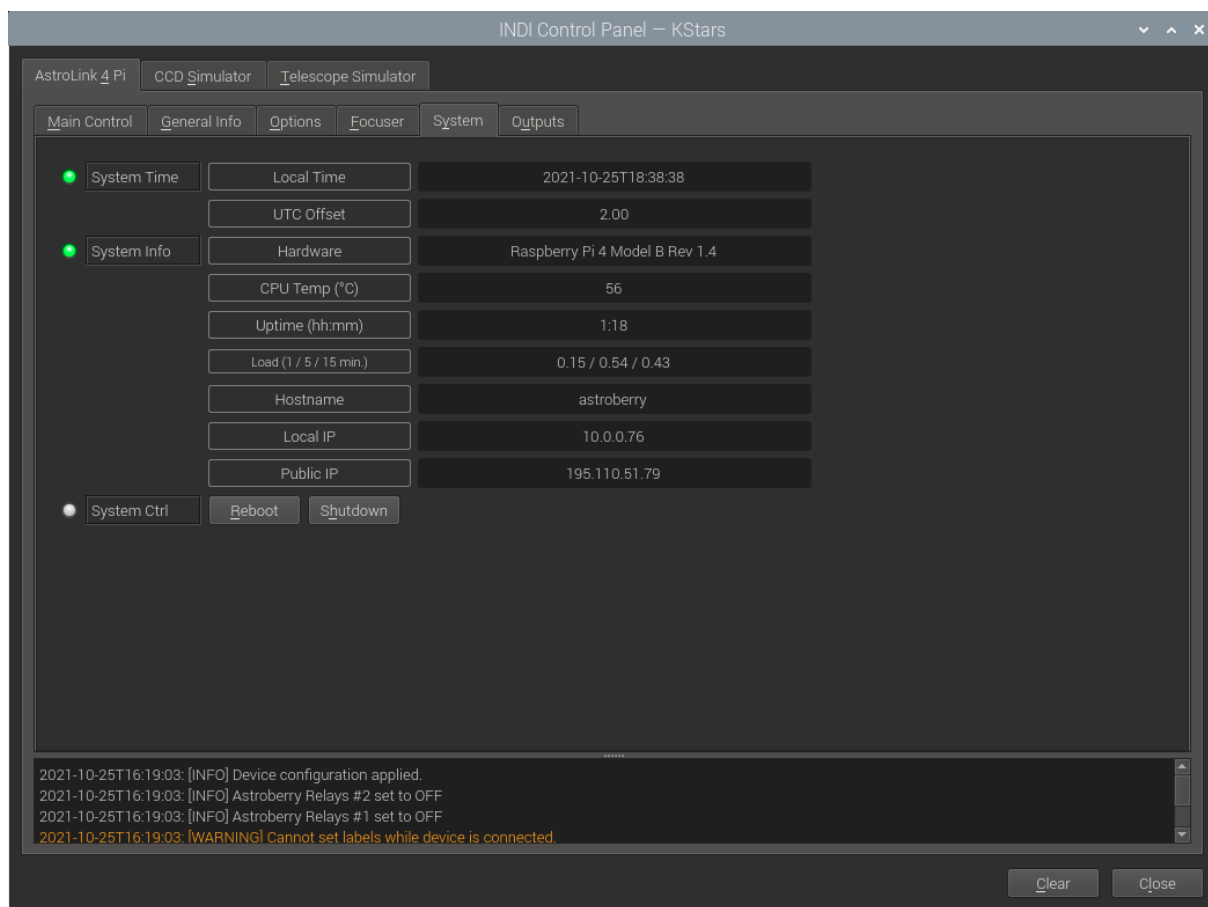 INDI Control Panel — KStars
AstroLink 4 Pi CCD Simulator Telescope Simulator
Main Control General Info Options Focuser System Outputs
System Time Local Time 2021-10-25T18:38:38
UTC Offset 2.00
System Info Hardware Raspberry Pi 4 Model B Rev 1.4
CPU Temp (°C) 56
Uptime (hh:mm) 1:18
Load (1 / 5 / 15 min.) 0.15 / 0.54 / 0.43
Hostname astroberry
Local IP 10.0.0.76
Public IP 195.110.51.79
System Ctrl Reboot Shutdown
2021-10-25T16:19:03: [INFO] Device configuration applied.
2021-10-25T16:19:03: [INFO] Astroberry Relays #2 set to OFF
2021-10-25T16:19:03: [INFO] Astroberry Relays #1 set to OFF
2021-10-25T16:19:03: [WARNING] Cannot set labels while device is connected.
Clear Close